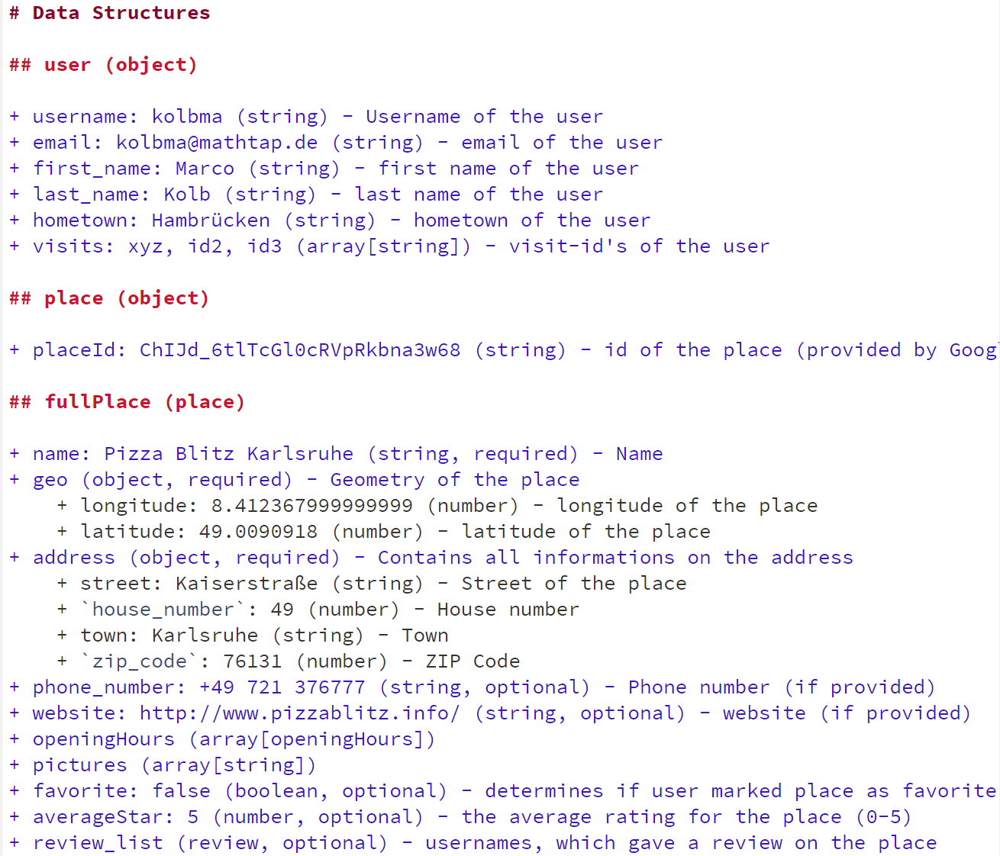 # Data Structures
## user (object)
+ username: kolbma (string) - Username of the user
+ email: kolbma@mathtap.de (string) - email of the user
+ first_name: Marco (string) - first name of the user
+ last_name: Kolb (string) - last name of the user
+ hometown: Hambrücken (string) - hometown of the user
+ visits: xyz, id2, id3 (array[string]) - visit-id's of the user
## place (object)
+ placeId: ChIJd_6tlTcGl0cRVpRkbna3w68 (string) - id of the place (provided by Goog
## fullPlace (place)
+ name: Pizza Blitz Karlsruhe (string, required) - Name
+ geo (object, required) - Geometry of the place
    + longitude: 8.412367999999999 (number) - longitude of the place
    + latitude: 49.0090918 (number) - latitude of the place
+ address (object, required) - Contains all informations on the address
    + street: Kaiserstraße (string) - Street of the place
    + `house_number`: 49 (number) - House number
    + town: Karlsruhe (string) - Town
    + `zip_code`: 76131 (number) - ZIP Code
+ phone_number: +49 721 376777 (string, optional) - Phone number (if provided)
+ website: http://www.pizzablitz.info/ (string, optional) - website (if provided)
+ openingHours (array[openingHours])
+ pictures (array[string])
+ favorite: false (boolean, optional) - determines if user marked place as favorite
+ averageStar: 5 (number, optional) - the average rating for the place (0-5)
+ review_list (review, optional) - usernames, which gave a review on the place